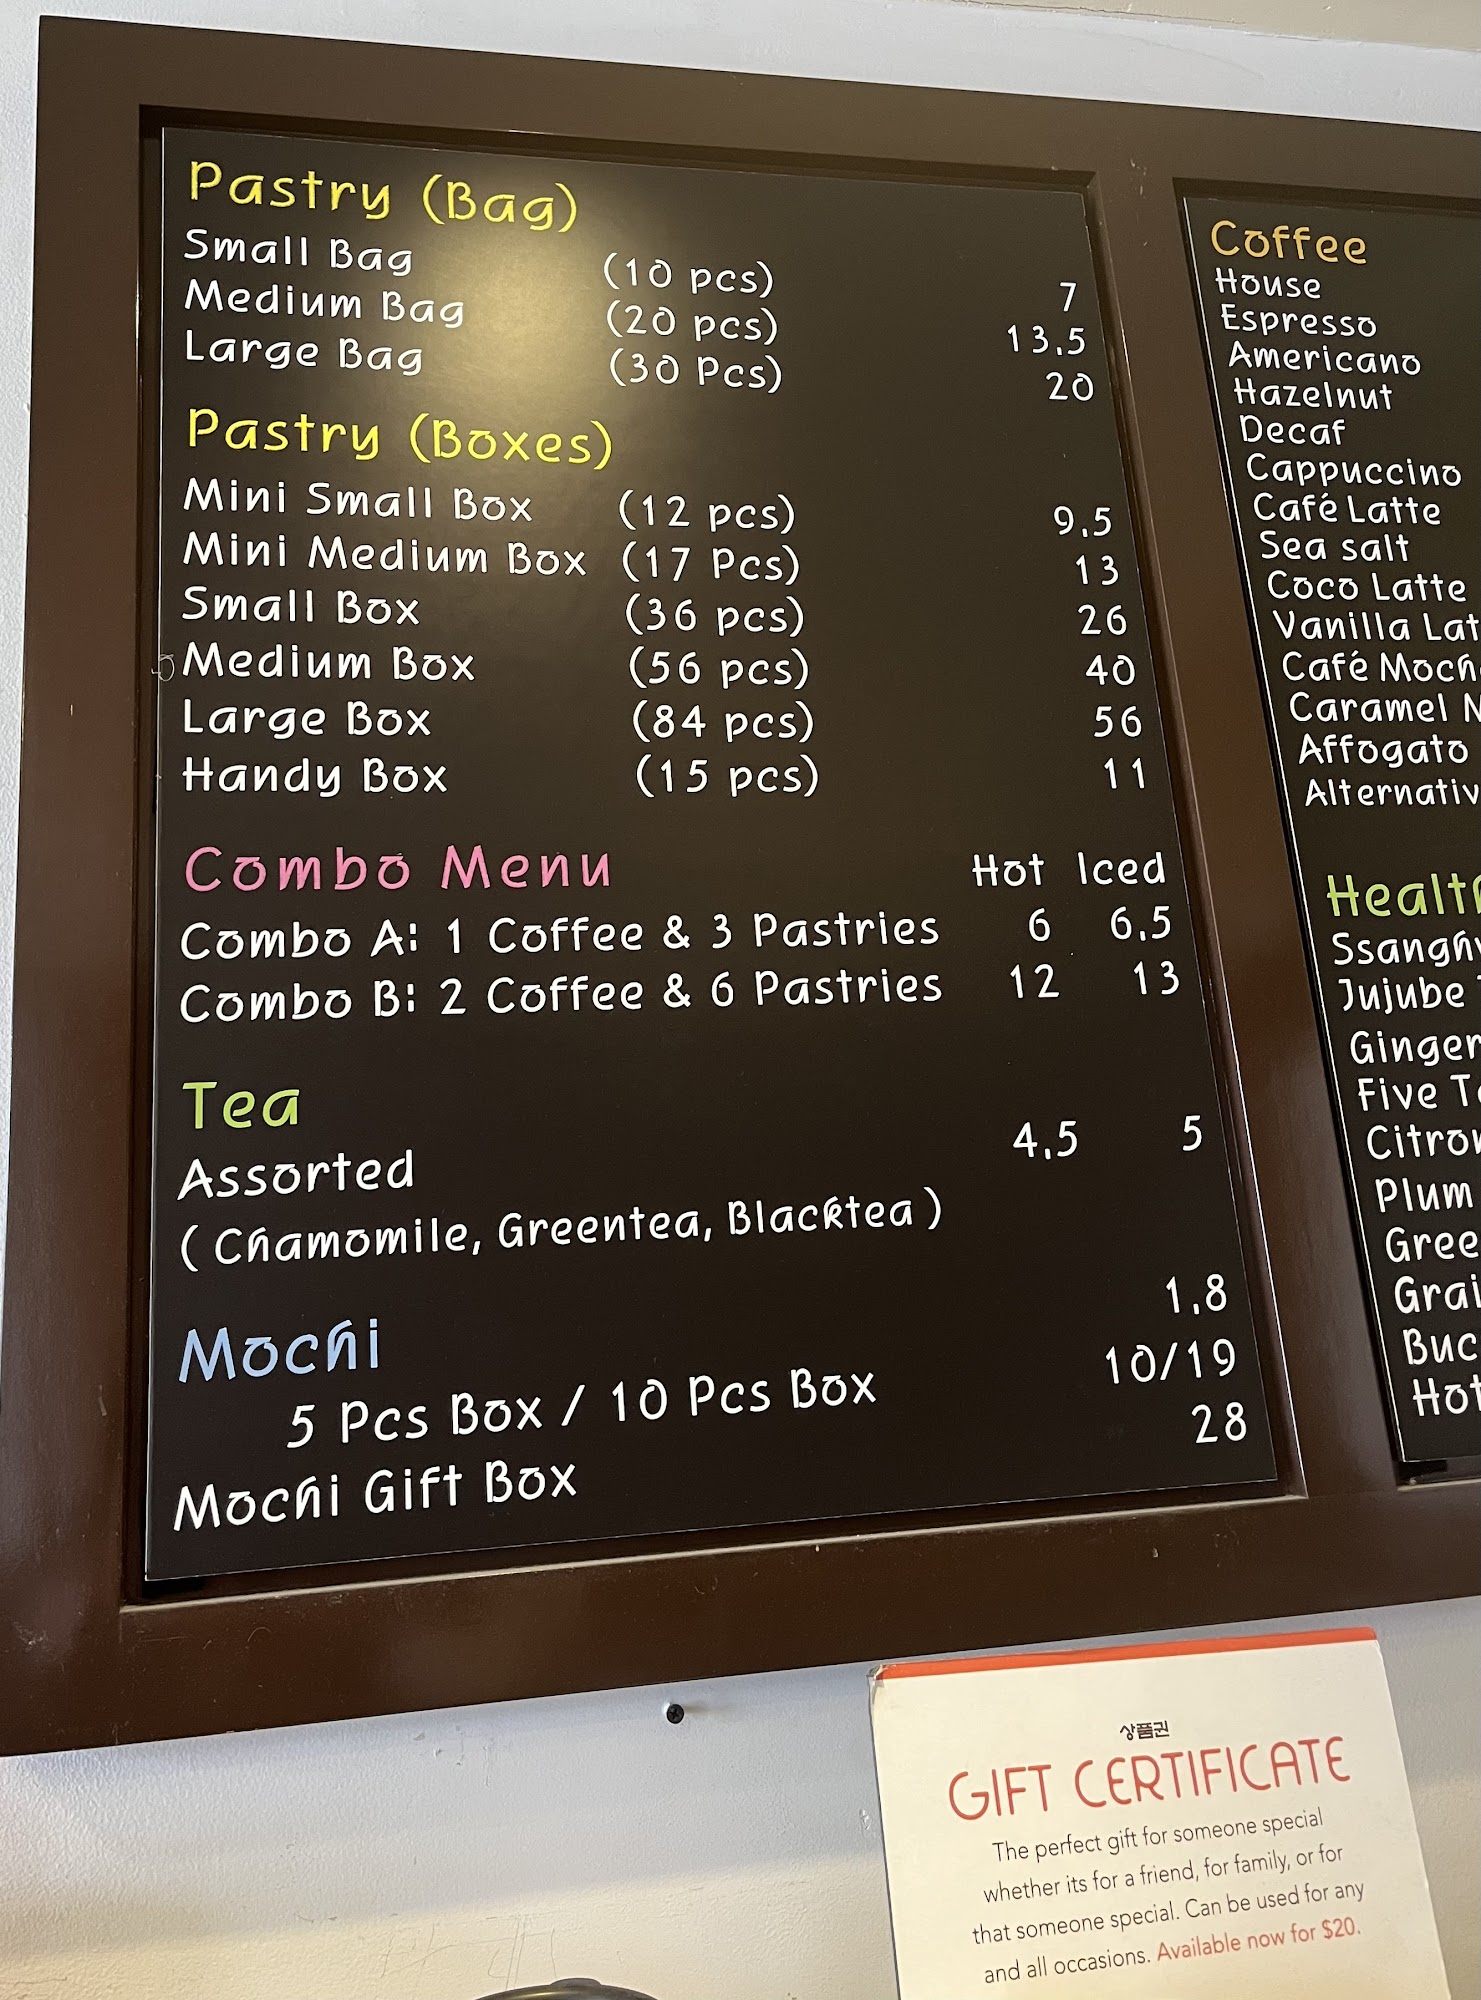 Pastry (Bag)
Small Bag (10 pcs) 7
Medium Bag (20 pcs) 13.5
Large Bag (30 Pcs) 20
Pastry (Boxes)
Mini Small Box (12 pcs) 9.5
Mini Medium Box (17 Pcs) 13
Small Box (36 pcs) 26
Medium Box (56 pcs) 40
Large Box (84 pcs) 56
Handy Box (15 pcs) 11
Combo Menu Hot Iced
Combo A: 1 Coffee & 3 Pastries 6 6.5
Combo B: 2 Coffee & 6 Pastries 12 13
Tea
Assorted 4.5 5
( Chamomile, Greentea, Blacktea )
Mochi 1.8
5 Pcs Box / 10 Pcs Box 10/19
Mochi Gift Box 28
Coffee
House
Espresso
Americano
Hazelnut
Decaf
Cappuccino
Café Latte
Sea salt
Coco Latte
Vanilla
Café
Caramel
Affogato
Jujube
Five
Plum
상품권
GIFT CERTIFICATE
The perfect gift for someone special
whether its for a friend, for family, or for
that someone special. Can be used for any
and all occasions. Available now for $20.